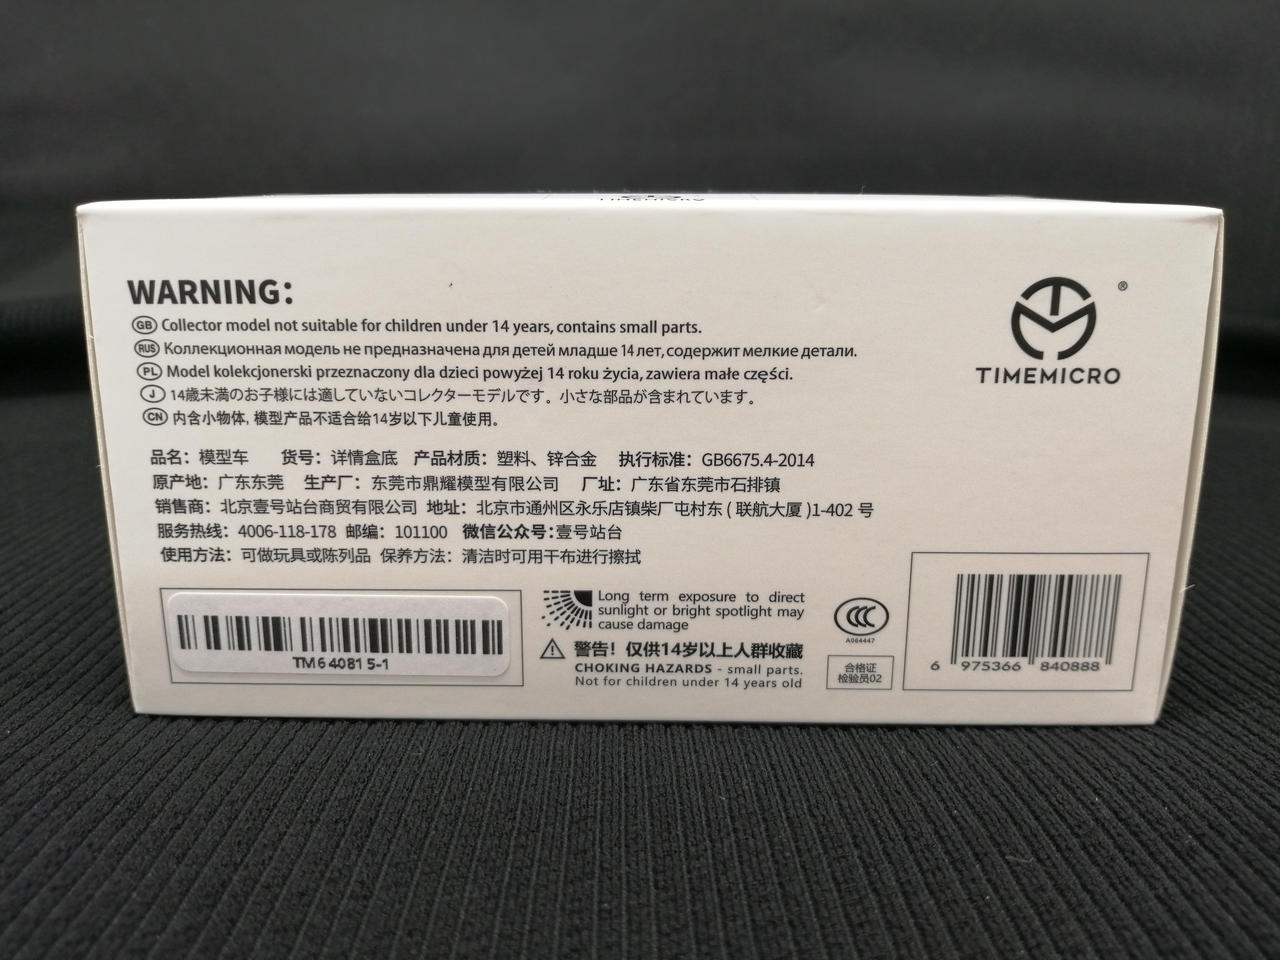 TIMEMICRO
WARNING:
GB Collector model not suitable for children under 14 years, contains small parts.
RUS Коллекционная модель не предназначена для детей младше 14 лет, содержит мелкие детали.
PL Model kolekcjonerski przeznaczony dla dzieci powyżej 14 roku życia, zawiera małe części.
J 14歳未満のお子様には適していないコレクターモデルです。小さな部品が含まれています。
CN 内含小物体, 模型产品不适合给14岁以下儿童使用。
TM ®
TIMEMICRO
品名：模型车 货号：详情盒底 产品材质：塑料、锌合金 执行标准：GB6675.4-2014
原产地：广东东莞 生产厂：东莞市鼎耀模型有限公司 厂址：广东省东莞市石排镇
销售商：北京壹号站台商贸有限公司 地址：北京市通州区永乐店镇柴厂屯村东 ( 联航大厦 )1-402 号
服务热线：4006-118-178 邮编：101100 微信公众号：壹号站台
使用方法：可做玩具或陈列品 保养方法：清洁时可用干布进行擦拭
TM640815-1
Long term exposure to direct
sunlight or bright spotlight may
cause damage
警告！仅供14岁以上人群收藏
CHOKING HAZARDS - small parts.
Not for children under 14 years old
CCC
A064447
合格证
检验员02
6 975366 840888